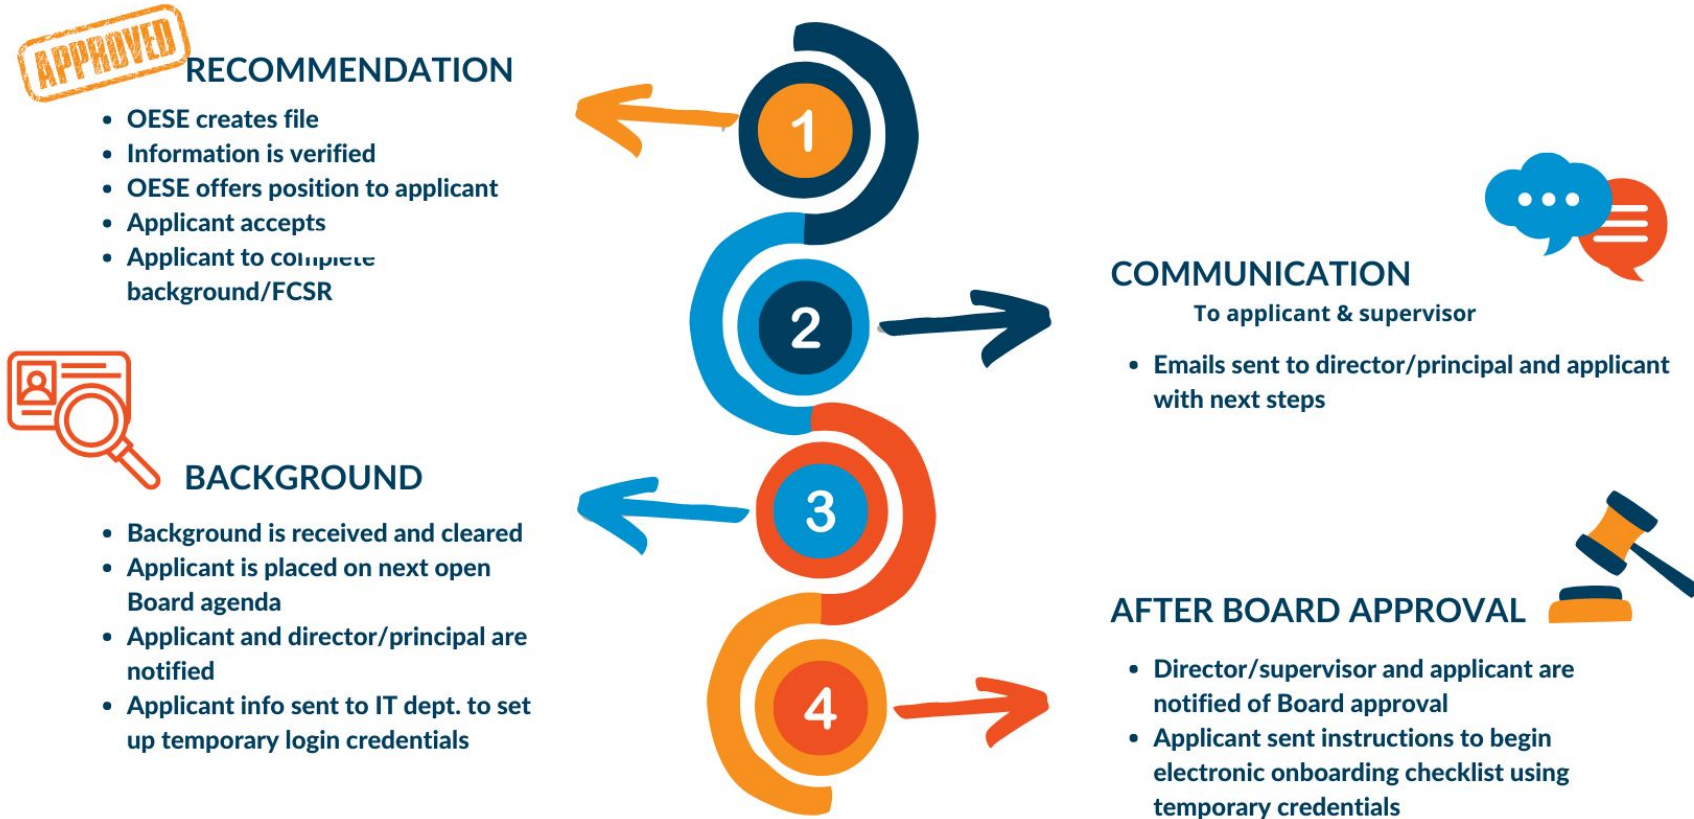 APPROVED
RECOMMENDATION
• OESE creates file
• Information is verified
• OESE offers position to applicant
• Applicant accepts
• Applicant to complete
background/FCSR
1
2
COMMUNICATION
To applicant & supervisor
• Emails sent to director/principal and applicant
with next steps
BACKGROUND
• Background is received and cleared
• Applicant is placed on next open
Board agenda
• Applicant and director/principal are
notified
• Applicant info sent to IT dept. to set
up temporary login credentials
3
4
AFTER BOARD APPROVAL
• Director/supervisor and applicant are
notified of Board approval
• Applicant sent instructions to begin
electronic onboarding checklist using
temporary credentials